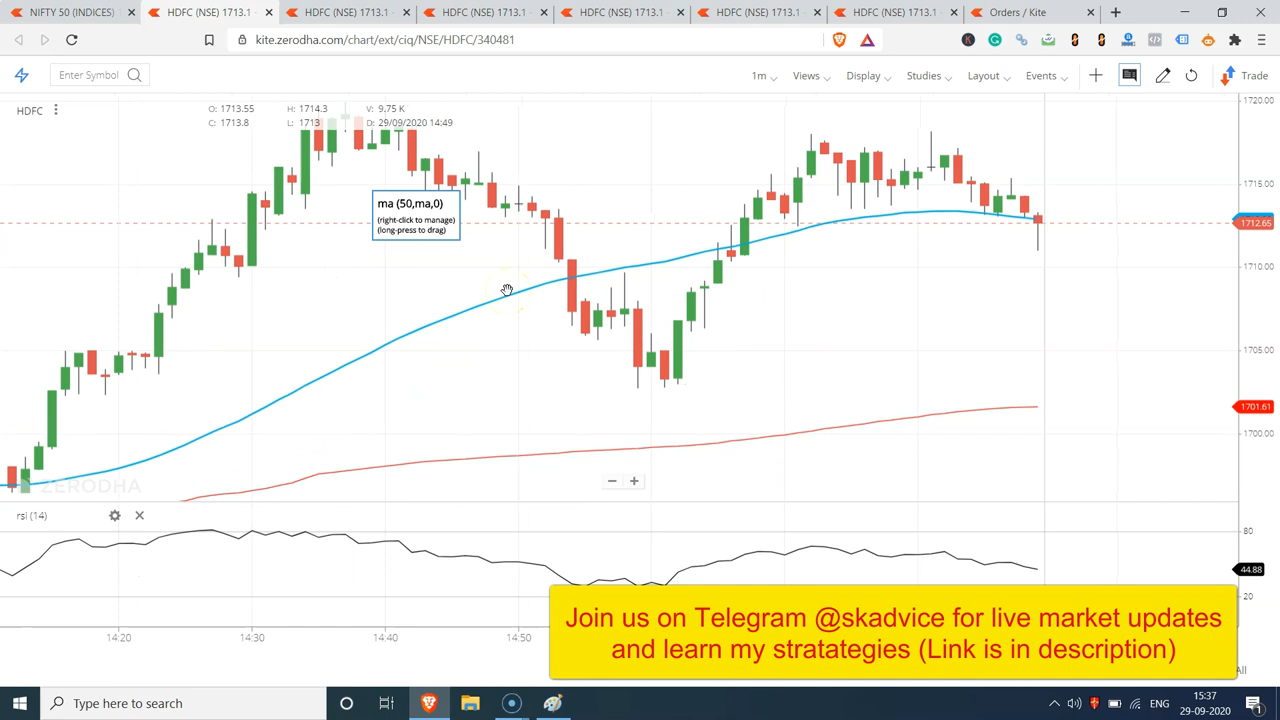 NIFTY 50 (INDICES)
HDFC (NSE) 1713.1
HDFC (NSE) 1713.1
HDFC (NSE) 1713.1
HDFC (NSE) 1713.1
HDFC (NSE) 1713.1
HDFC (NSE) 1713.1
Orders / Kite
kite.zerodha.com/chart/ext/ciq/NSE/HDFC/340481
Enter Symbol
1m
Views
Display
Studies
Layout
Events
Trade
HDFC
O: 1713.55 H: 1714.3 V: 9.75 K
C: 1713.8 L: 1713 D: 29/09/2020 14:49
1720.00
1715.00
1712.65
1710.00
1705.00
1701.61
1700.00
ma (50,ma,0)
(right-click to manage)
(long-press to drag)
ZERODHA
rsi (14)
80
44.88
20
14:20
14:30
14:40
14:50
Join us on Telegram @skadvice for live market updates
and learn my stratategies (Link is in description)
All
Type here to search
ENG
15:37
29-09-2020
1